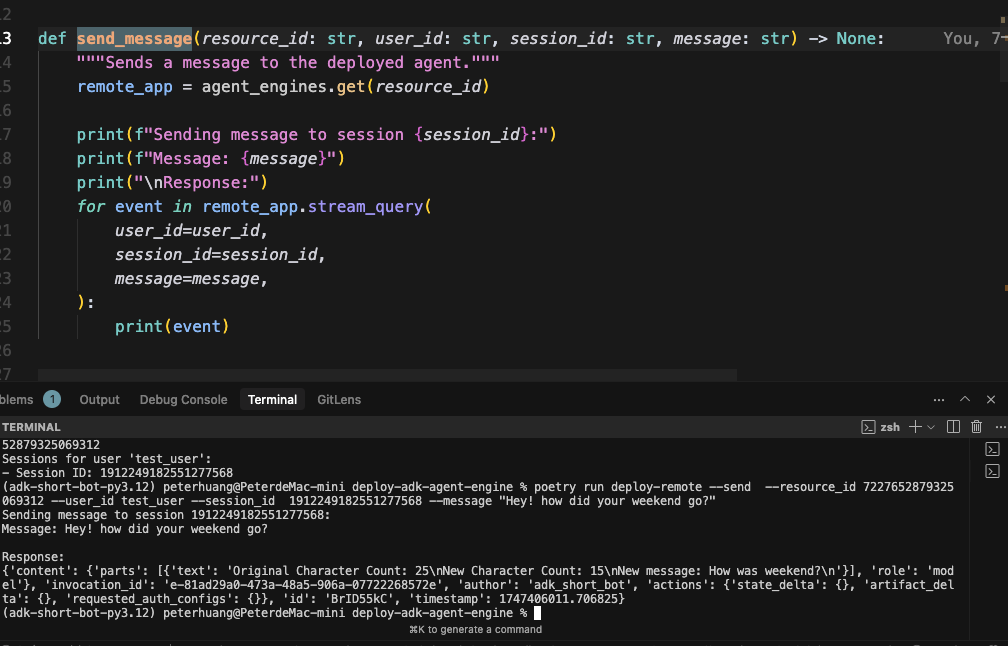 12
13 def send_message(resource_id: str, user_id: str, session_id: str, message: str) -> None: You, 7
14 """Sends a message to the deployed agent."""
15 remote_app = agent_engines.get(resource_id)
16
17 print(f"Sending message to session {session_id}:")
18 print(f"Message: {message}")
19 print("\nResponse:")
20 for event in remote_app.stream_query(
21 user_id=user_id,
22 session_id=session_id,
23 message=message,
24 ):
25 print(event)
26
27
blems 1 Output Debug Console Terminal GitLens
TERMINAL zsh
52879325069312
Sessions for user 'test_user':
- Session ID: 1912249182551277568
(adk-short-bot-py3.12) peterhuang@PeterdeMac-mini deploy-adk-agent-engine % poetry run deploy-remote --send --resource_id 7227652879325
069312 --user_id test_user --session_id 1912249182551277568 --message "Hey! how did your weekend go?"
Sending message to session 1912249182551277568:
Message: Hey! how did your weekend go?
Response:
{'content': {'parts': [{'text': 'Original Character Count: 25\nNew Character Count: 15\nNew message: How was weekend?\n'}], 'role': 'mod
el'}, 'invocation_id': 'e-81ad29a0-473a-48a5-906a-07722268572e', 'author': 'adk_short_bot', 'actions': {'state_delta': {}, 'artifact_del
ta': {}, 'requested_auth_configs': {}}, 'id': 'BrID55kC', 'timestamp': 1747406011.706825}
(adk-short-bot-py3.12) peterhuang@PeterdeMac-mini deploy-adk-agent-engine %
⌘K to generate a command